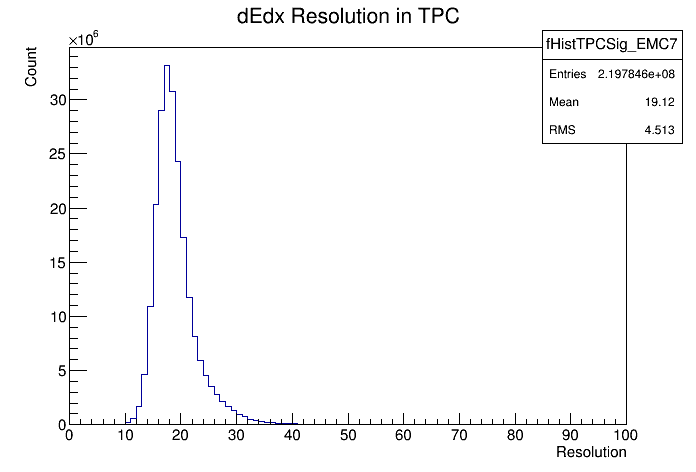 dEdx Resolution in TPC
×10⁶
Count
fHistTPCSig_EMC7
Entries 2.197846e+08
Mean 19.12
RMS 4.513
30
25
20
15
10
5
0
0 10 20 30 40 50 60 70 80 90 100
Resolution